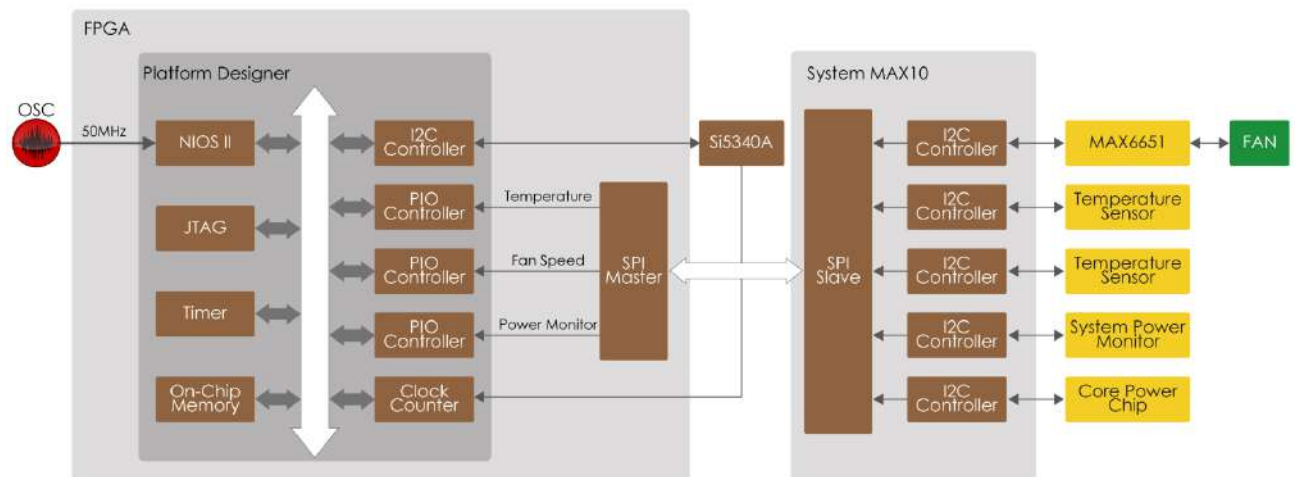 FPGA
Platform Designer
System MAX10
OSC
50MHz
NIOS II
I2C
Controller
Si5340A
I2C
Controller
MAX6651
FAN
JTAG
PIO
Controller
Temperature
SPI
Master
SPI
Slave
I2C
Controller
Temperature
Sensor
PIO
Controller
Fan Speed
I2C
Controller
Temperature
Sensor
Timer
PIO
Controller
Power Monitor
I2C
Controller
System Power
Monitor
On-Chip
Memory
Clock
Counter
I2C
Controller
Core Power
Chip